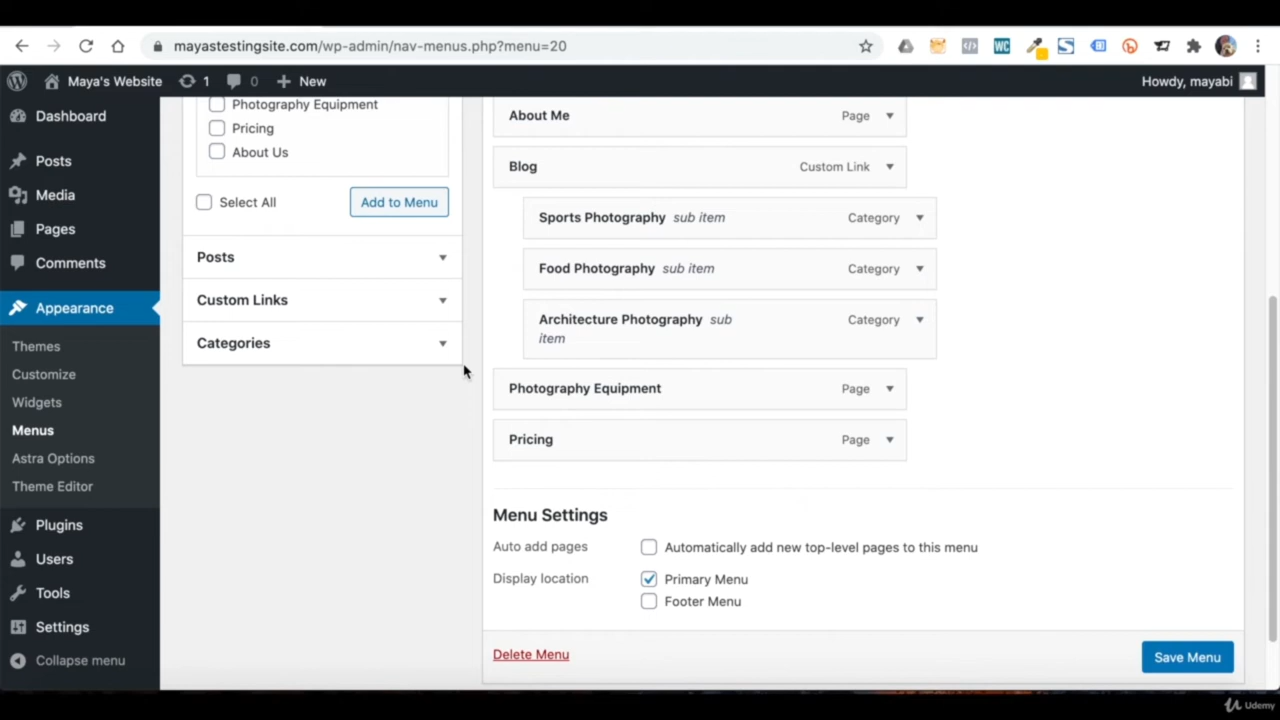 mayastestingsite.com/wp-admin/nav-menus.php?menu=20
Maya's Website 1 0 New Howdy, mayabi
Dashboard
Posts
Media
Pages
Comments
Appearance
Themes
Customize
Widgets
Menus
Astra Options
Theme Editor
Plugins
Users
Tools
Settings
Collapse menu
Photography Equipment
Pricing
About Us
Select All Add to Menu
Posts
Custom Links
Categories
About Me Page
Blog Custom Link
Sports Photography sub item Category
Food Photography sub item Category
Architecture Photography sub Category
item
Photography Equipment Page
Pricing Page
Menu Settings
Auto add pages Automatically add new top-level pages to this menu
Display location Primary Menu
Footer Menu
Delete Menu Save Menu
WC
Udemy